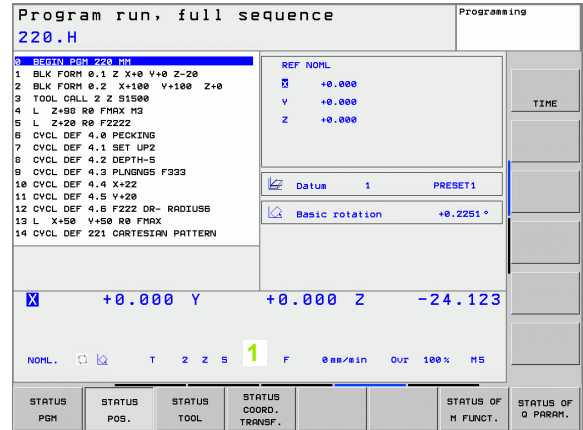 Program run, full sequence
Programming
220.H
0 BEGIN PGM 220 MM
1 BLK FORM 0.1 Z X+0 Y+0 Z-20
2 BLK FORM 0.2 X+100 Y+100 Z+0
3 TOOL CALL 2 Z S1500
4 L Z+98 R0 FMAX M3
5 L Z+20 R0 F2222
6 CYCL DEF 4.0 PECKING
7 CYCL DEF 4.1 SET UP2
8 CYCL DEF 4.2 DEPTH-5
9 CYCL DEF 4.3 PLNGNG5 F333
10 CYCL DEF 4.4 X+22
11 CYCL DEF 4.5 Y+20
12 CYCL DEF 4.6 F222 DR- RADIUS6
13 L X+50 Y+50 R0 FMAX
14 CYCL DEF 221 CARTESIAN PATTERN
REF NOML
X +0.000
Y +0.000
Z +0.000
Datum 1 PRESET1
Basic rotation +0.2251 °
TIME
X +0.000 Y +0.000 Z -24.123
NOML. T 2 Z S 1 F 0mm/min Ovr 100% M5
STATUS PGM
STATUS POS.
STATUS TOOL
STATUS COORD. TRANSF.
STATUS OF M FUNCT.
STATUS OF Q PARAM.